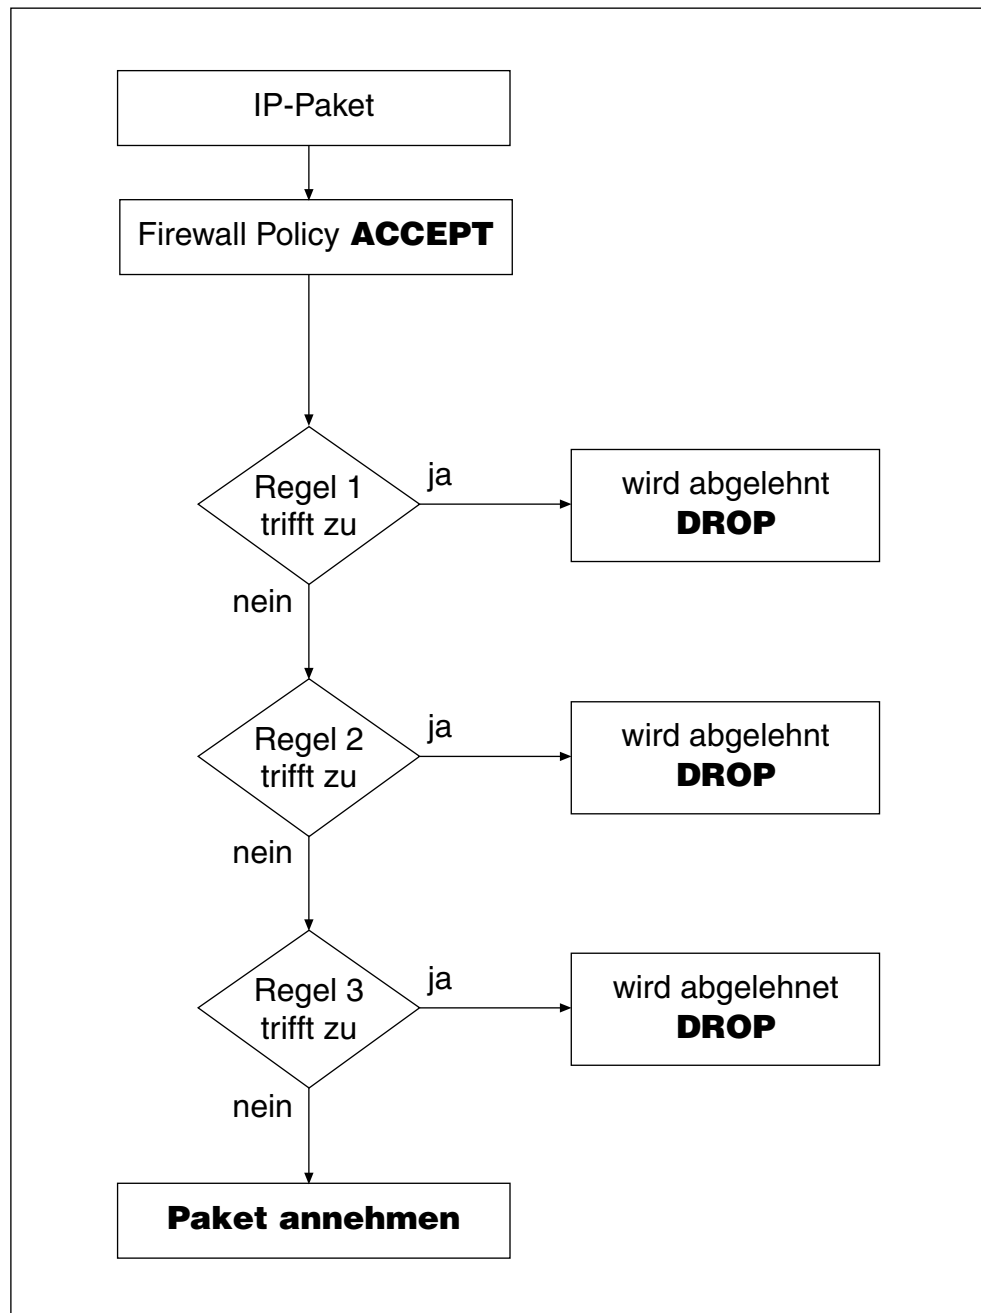 IP-Paket
Firewall Policy ACCEPT
Regel 1
trifft zu
ja
wird abgelehnt
DROP
nein
Regel 2
trifft zu
ja
wird abgelehnt
DROP
nein
Regel 3
trifft zu
ja
wird abgelehnet
DROP
nein
Paket annehmen